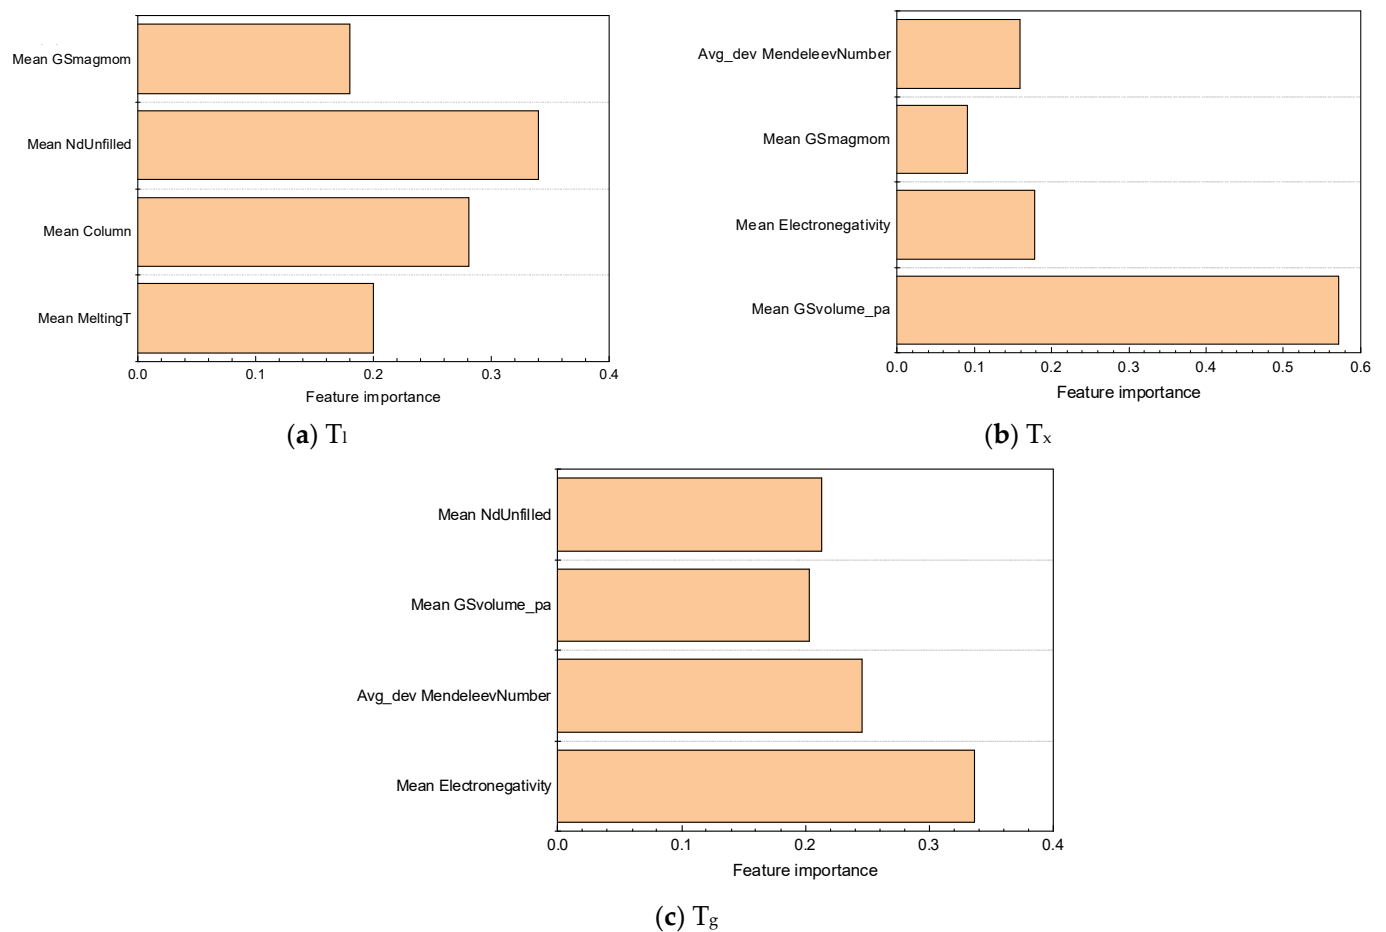 Mean GSmagmom
Mean NdUnfilled
Mean Column
Mean MeltingT
0.0 0.1 0.2 0.3 0.4
Feature importance
(a) Tl
Avg_dev MendeleevNumber
Mean GSmagmom
Mean Electronegativity
Mean GSvolume_pa
0.0 0.1 0.2 0.3 0.4 0.5 0.6
Feature importance
(b) Tx
Mean NdUnfilled
Mean GSvolume_pa
Avg_dev MendeleevNumber
Mean Electronegativity
0.0 0.1 0.2 0.3 0.4
Feature importance
(c) Tg